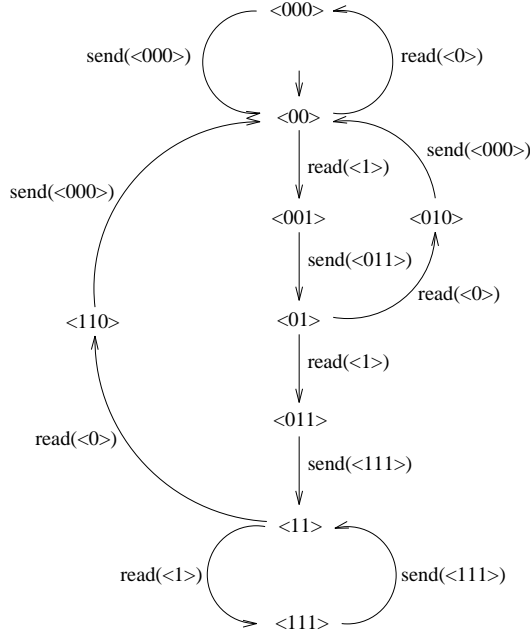 <000>
send(<000>)
read(<0>)
<00>
send(<000>)
read(<1>)
send(<000>)
<001>
<010>
send(<011>)
read(<0>)
<110>
<01>
read(<1>)
<011>
read(<0>)
send(<111>)
<11>
read(<1>)
send(<111>)
<111>